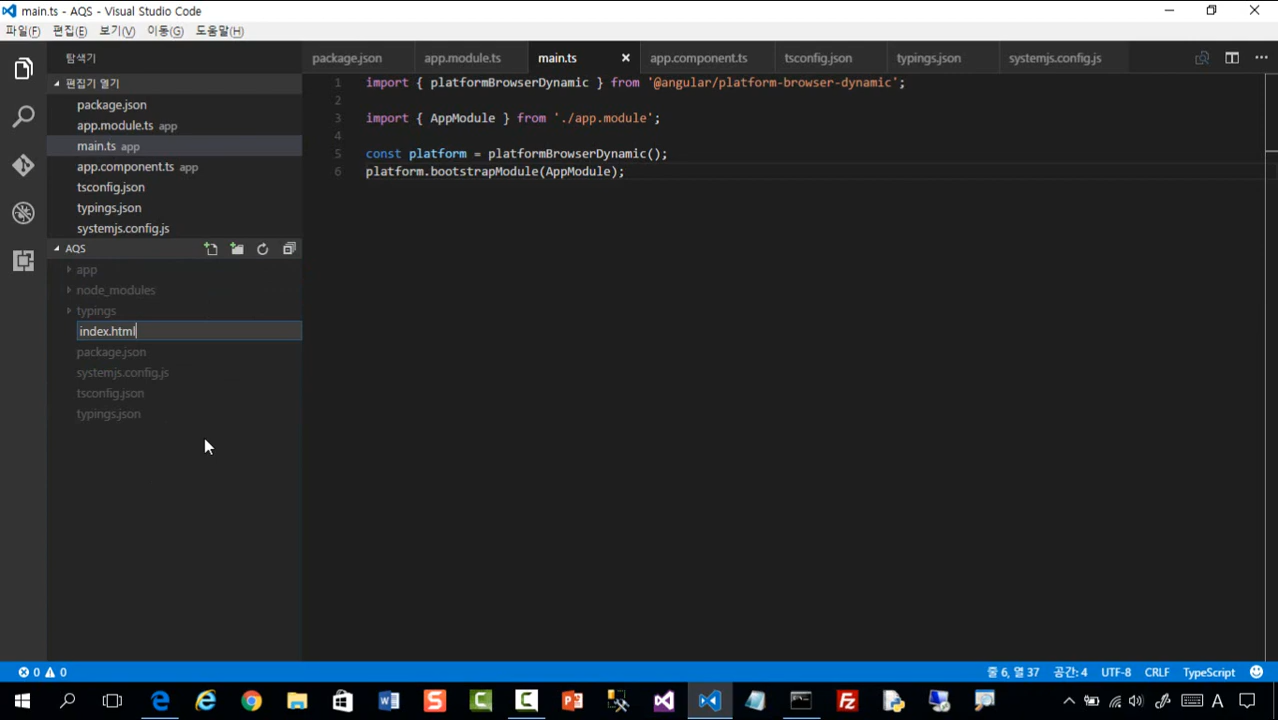 main.ts - AQS - Visual Studio Code
파일(F) 편집(E) 보기(V) 이동(G) 도움말(H)
탐색기
편집기 열기
package.json
app.module.ts app
main.ts app
app.component.ts app
tsconfig.json
typings.json
systemjs.config.js
AQS
app
node_modules
typings
index.html
package.json
systemjs.config.js
tsconfig.json
typings.json
package.json app.module.ts main.ts app.component.ts tsconfig.json typings.json systemjs.config.js
1 import { platformBrowserDynamic } from '@angular/platform-browser-dynamic';
2
3 import { AppModule } from './app.module';
4
5 const platform = platformBrowserDynamic();
6 platform.bootstrapModule(AppModule);
0 0 줄 6, 열 37 공간: 4 UTF-8 CRLF TypeScript
A